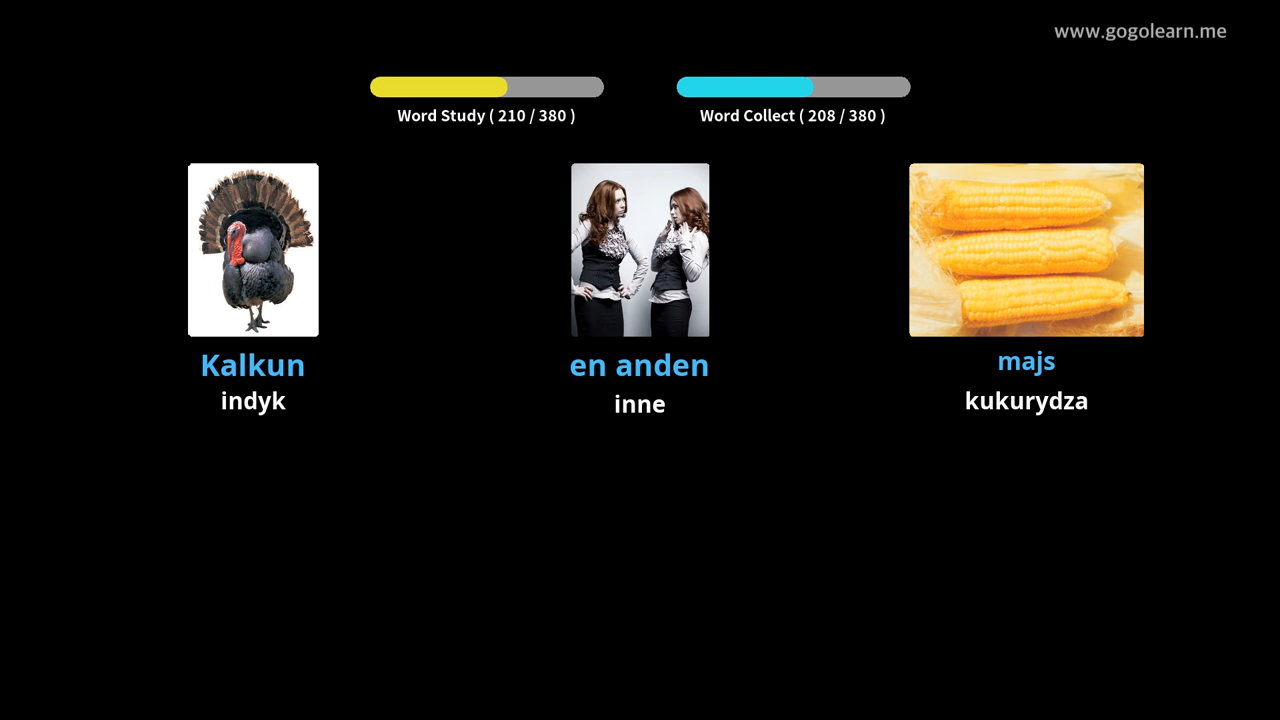 www.gogolearn.me
Word Study ( 210 / 380 )
Word Collect ( 208 / 380 )
Kalkun
indyk
en anden
inne
majs
kukurydza